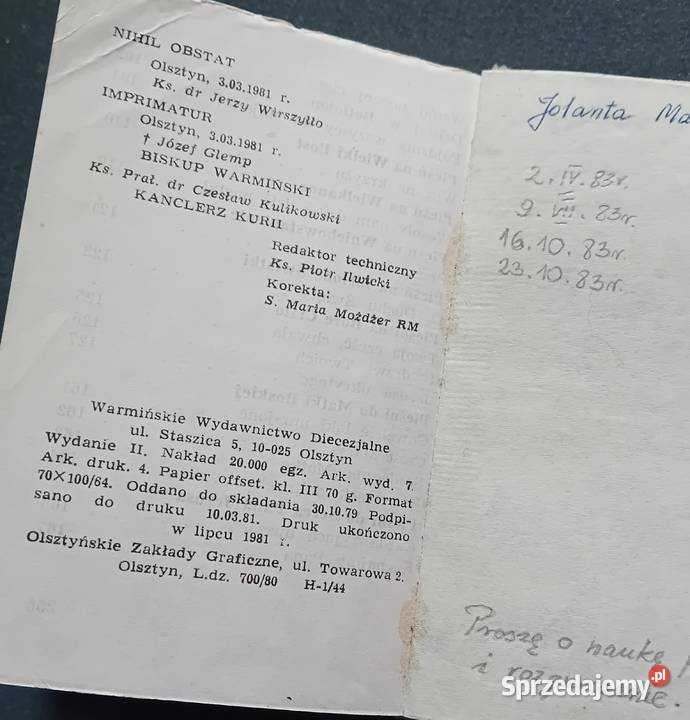 NIHIL OBSTAT
Olsztyn, 3.03.1981 r.
Ks. dr Jerzy Wirszyłło
IMPRIMATUR
Olsztyn, 3.03.1981 r.
† Józef Glemp
BISKUP WARMIŃSKI
Ks. Prał. dr Czesław Kulikowski
KANCLERZ KURII
Redaktor techniczny
Ks. Piotr Ilwicki
Korekta:
S. Maria Możdżer RM
Warmińskie Wydawnictwo Diecezjalne
ul. Staszica 5, 10-025 Olsztyn
Wydanie II. Nakład 20.000 egz. Ark. wyd. 7.
Ark. druk. 4. Papier offset. kl. III 70 g. Format
70×100/64. Oddano do składania 30.10.79 Podpi-
sano do druku 10.03.81. Druk ukończono
w lipcu 1981 r.
Olsztyńskie Zakłady Graficzne, ul. Towarowa 2.
Olsztyn, L.dz. 700/80 H-1/44
Jolanta Ma
2. IV. 83r.
9. VII. 83r.
16. 10. 83r.
23. 10. 83r.
Proszę o naukę
i
Sprzedajemy.pl